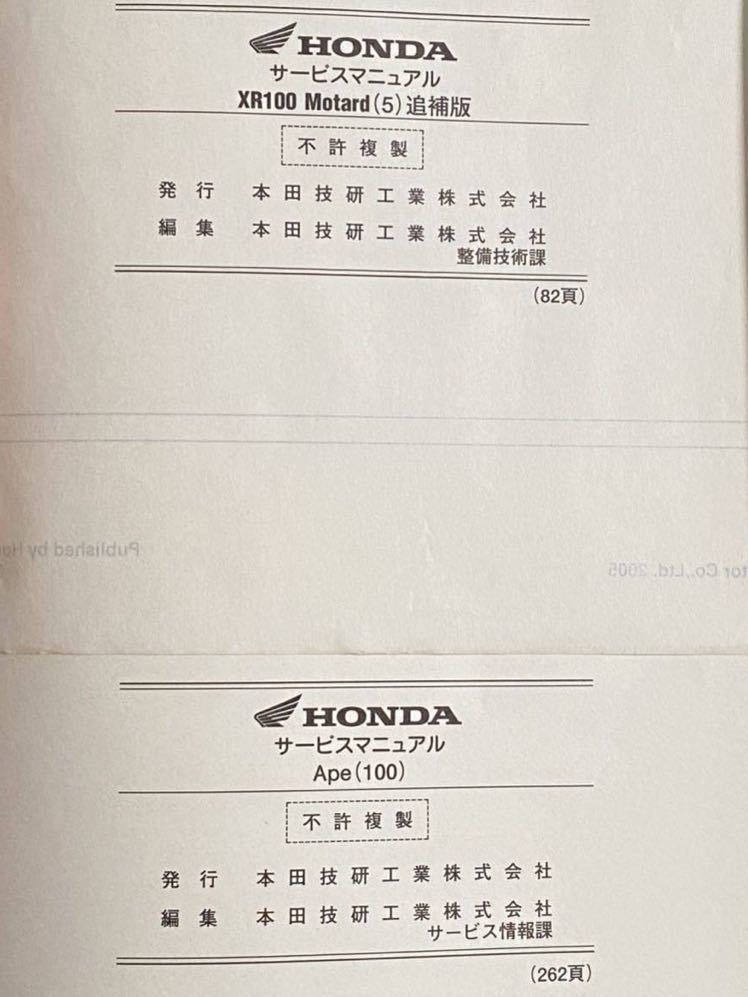 HONDA
サービスマニュアル
XR100 Motard(5)追補版
不許複製
発行 本田技研工業株式会社
編集 本田技研工業株式会社
整備技術課
(82頁)
Published by Ho
tor Co.,Ltd. 2005
HONDA
サービスマニュアル
Ape(100)
不許複製
発行 本田技研工業株式会社
編集 本田技研工業株式会社
サービス情報課
(262頁)